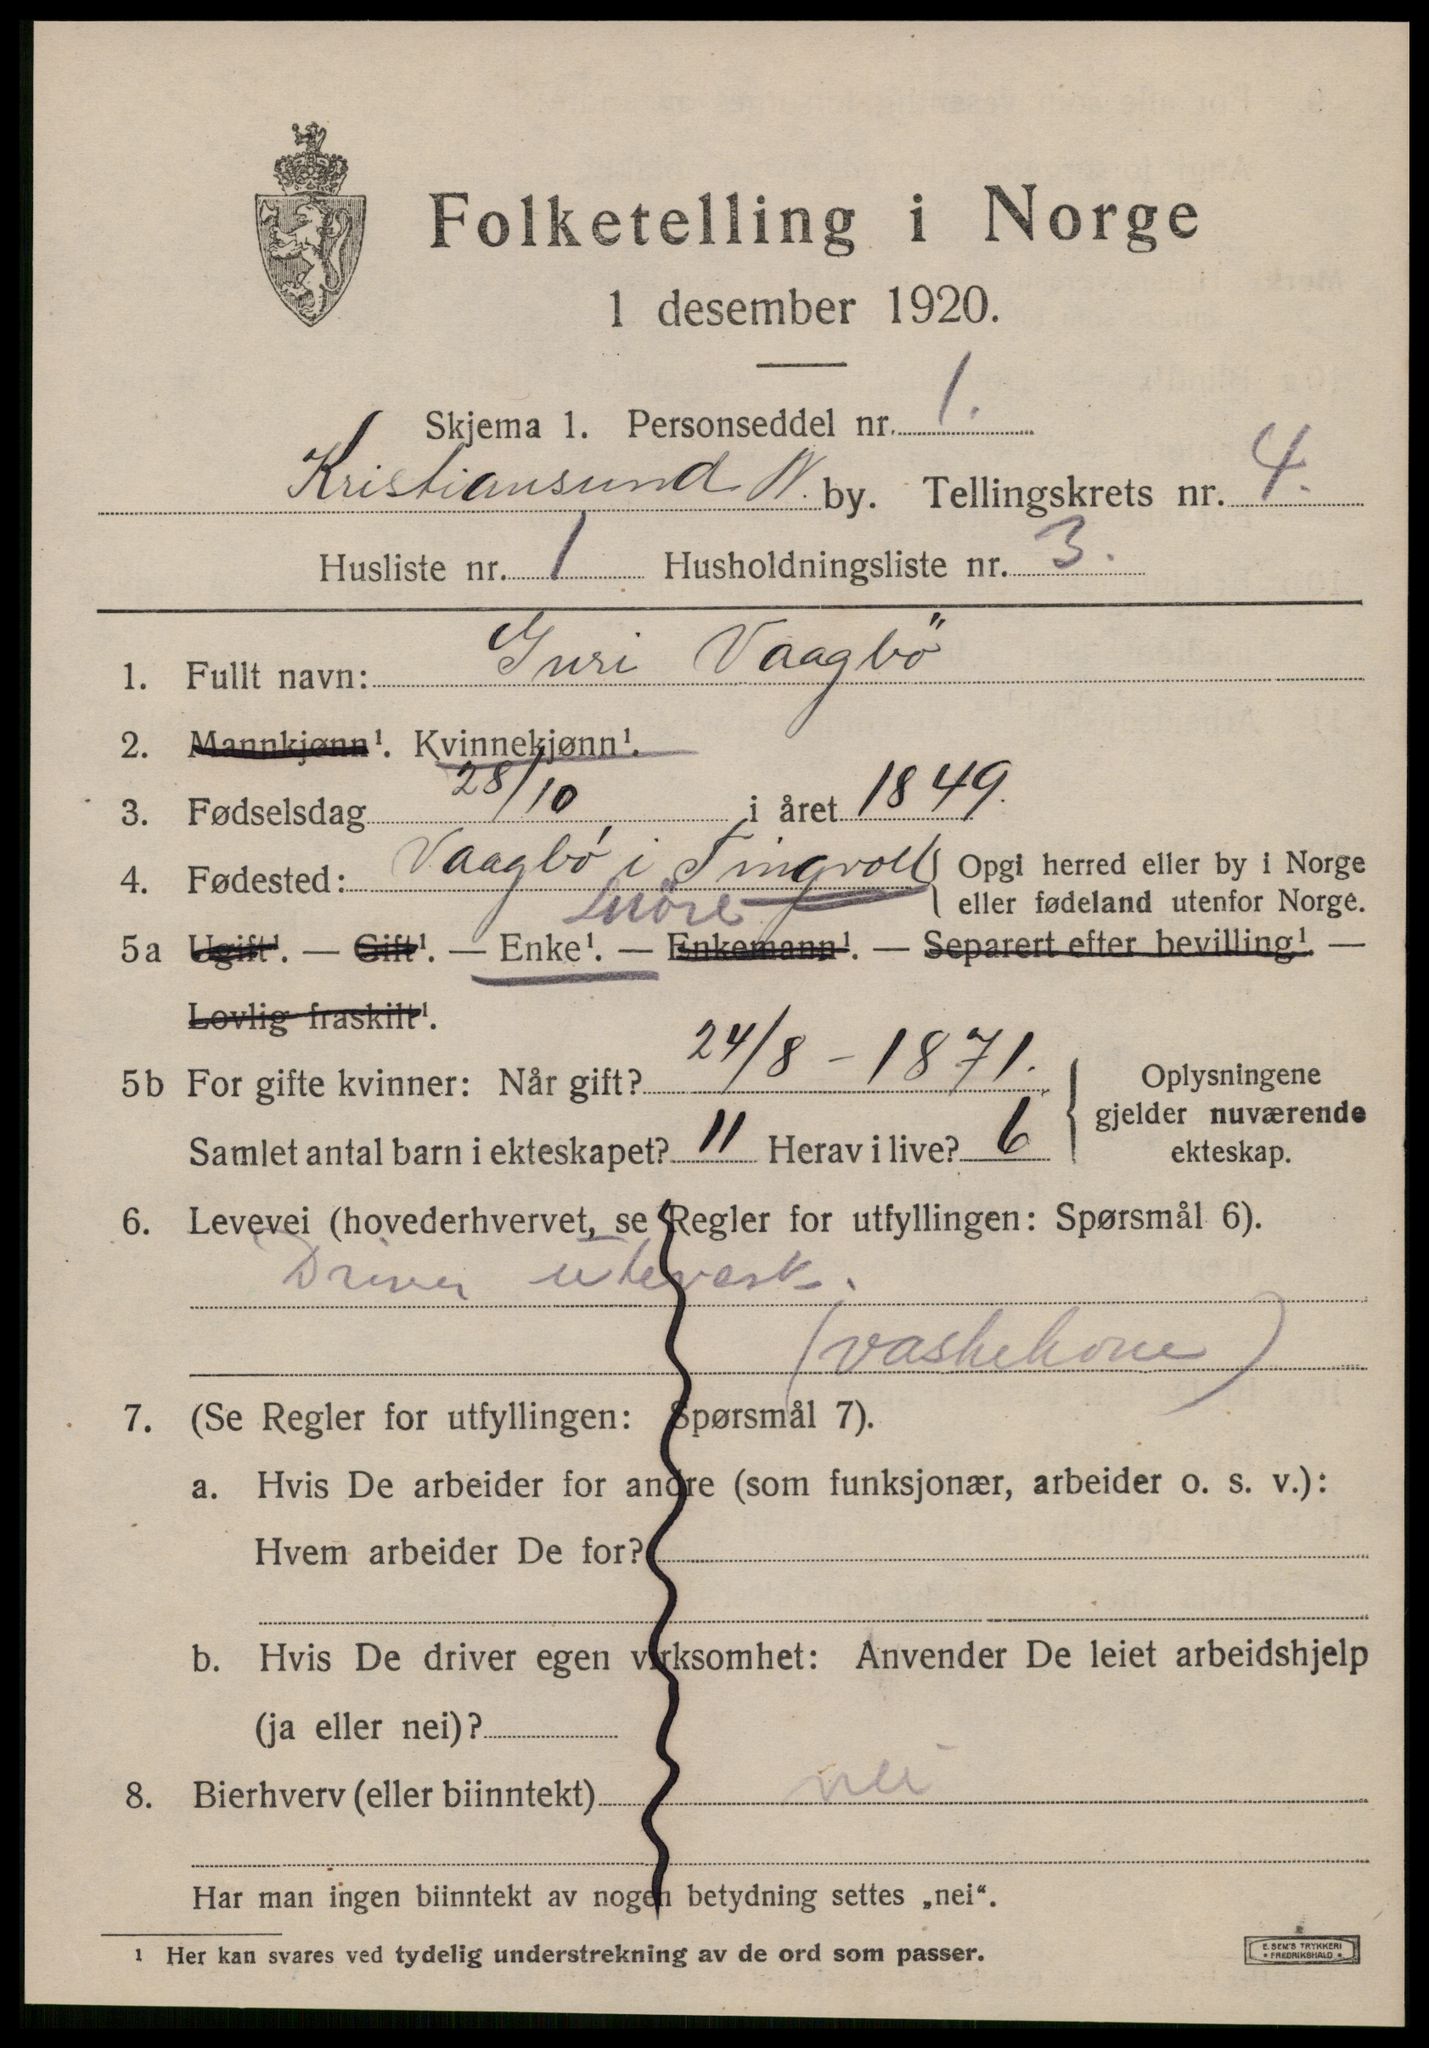 Folketelling i Norge
1 desember 1920.
Skjema 1. Personseddel nr. 1.
Kristiansund N. by. Tellingskrets nr. 4.
Husliste nr. 1 Husholdningsliste nr. 3.
1. Fullt navn: Guri Vaagbö
2. Mannkjønn¹. Kvinnekjønn¹.
3. Fødselsdag 28/10 i året 1849.
4. Fødested: Vaagbö i Tingvoll Opgi herred eller by i Norge
eller fødeland utenfor Norge.
5a Ugift¹. — Gift¹. — Enke¹. — Enkemann¹. — Separert efter bevilling¹. —
Lovlig fraskilt¹.
5b For gifte kvinner: Når gift? 24/8 - 1871.
Samlet antal barn i ekteskapet? 11 Herav i live? 6
Oplysningene
gjelder nuværende
ekteskap.
6. Levevei (hovederhvervet, se Regler for utfyllingen: Spørsmål 6).
Driver utevask.
(vaskekone)
7. (Se Regler for utfyllingen: Spørsmål 7).
a. Hvis De arbeider for andre (som funksjonær, arbeider o. s. v.):
Hvem arbeider De for?
b. Hvis De driver egen virksomhet: Anvender De leiet arbeidshjelp
(ja eller nei)?
8. Bierhverv (eller biinntekt) nei
Har man ingen biinntekt av nogen betydning settes „nei“.
¹ Her kan svares ved tydelig understrekning av de ord som passer.
E. SEM'S TRYKKERI
* FREDRIKSHALD *